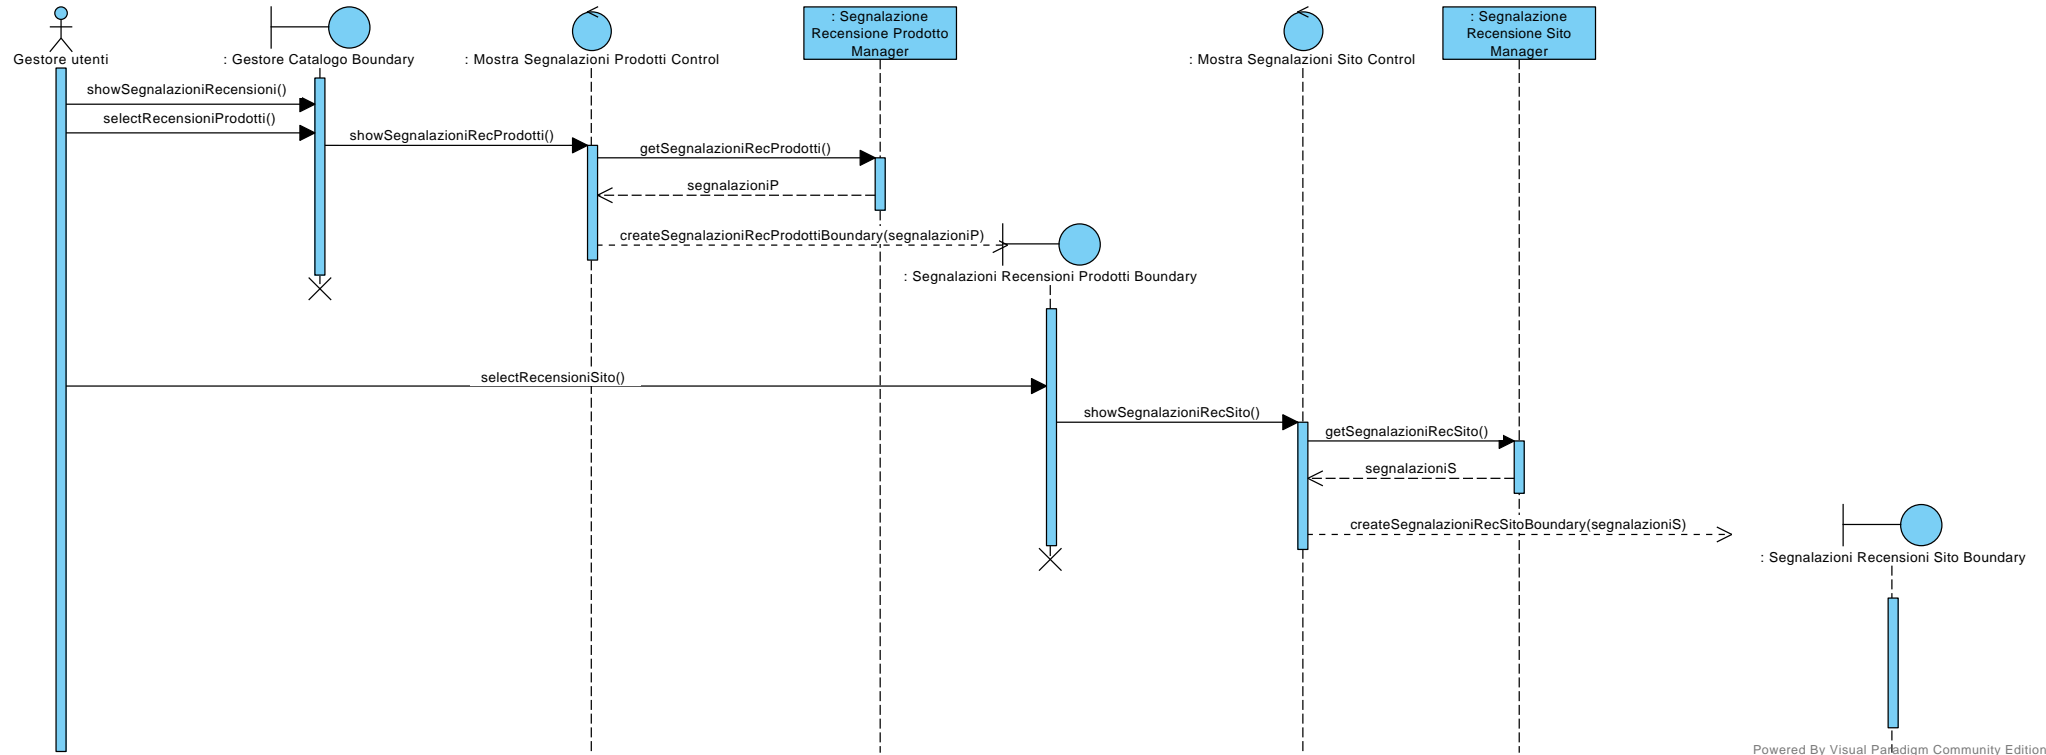 : Segnalazione
Recensione Prodotto
Manager
: Segnalazione
Recensione Sito
Manager
Gestore utenti
: Gestore Catalogo Boundary
: Mostra Segnalazioni Prodotti Control
: Mostra Segnalazioni Sito Control
showSegnalazioniRecensioni()
selectRecensioniProdotti()
showSegnalazioniRecProdotti()
getSegnalazioniRecProdotti()
segnalazioniP
createSegnalazioniRecProdottiBoundary(segnalazioniP)
: Segnalazioni Recensioni Prodotti Boundary
selectRecensioniSito()
showSegnalazioniRecSito()
getSegnalazioniRecSito()
segnalazioniS
createSegnalazioniRecSitoBoundary(segnalazioniS)
: Segnalazioni Recensioni Sito Boundary
Powered By Visual Paradigm Community Edition